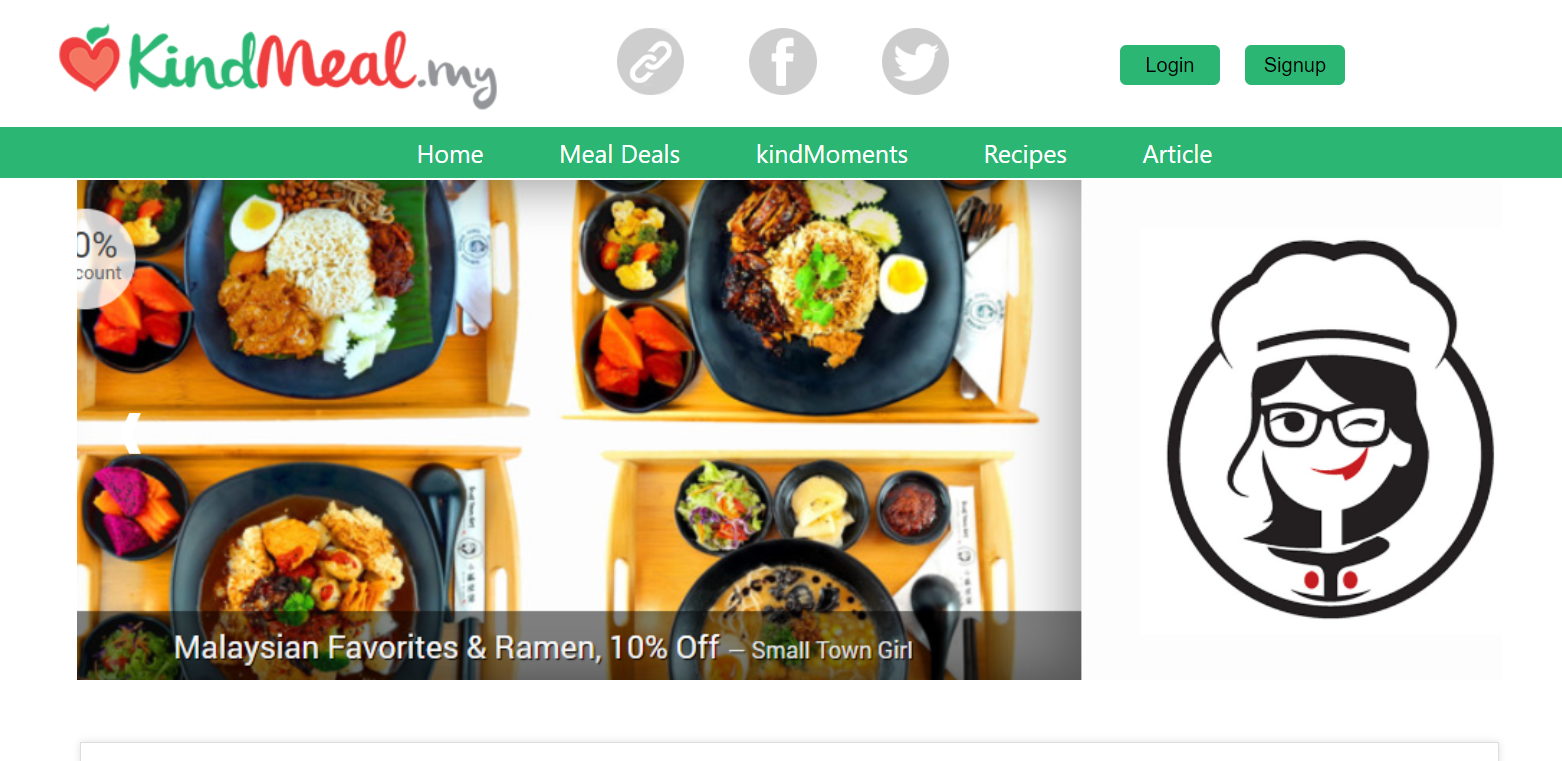 KindMeal.my
Login
Signup
Home
Meal Deals
kindMoments
Recipes
Article
0%
count
Malaysian Favorites & Ramen, 10% Off – Small Town Girl